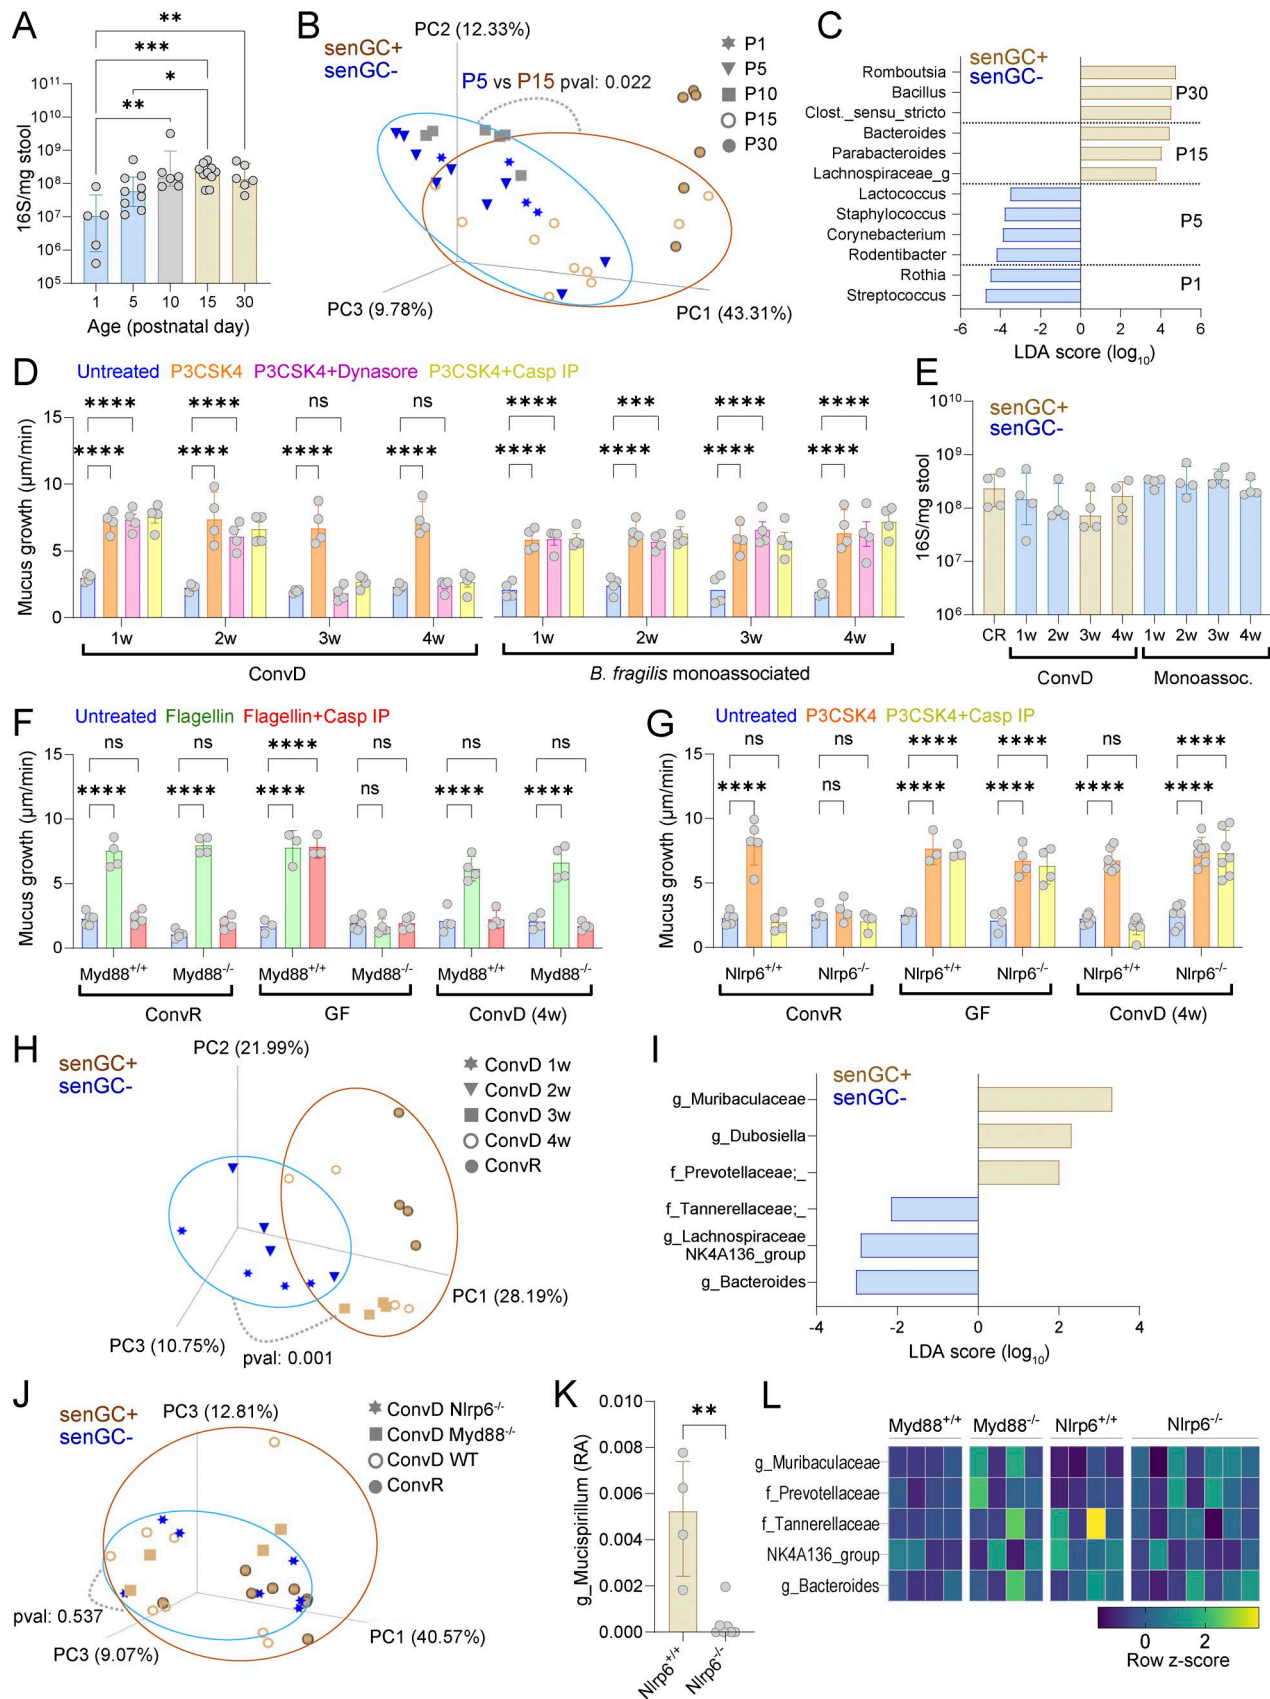 A
** 
***
*
**
16S/mg stool
10¹¹
10¹⁰
10⁹
10⁸
10⁷
10⁶
10⁵
1 5 10 15 30
Age (postnatal day)
B
PC2 (12.33%)
senGC+
senGC-
P5 vs P15 pval: 0.022
P1
P5
P10
P15
P30
PC3 (9.78%)
PC1 (43.31%)
C
senGC+
senGC-
Romboutsia
Bacillus
Clost._sensu_stricto
Bacteroides
Parabacteroides
Lachnospiraceae_g
Lactococcus
Staphylococcus
Corynebacterium
Rodentibacter
Rothia
Streptococcus
P30
P15
P5
P1
-6 -4 -2 0 2 4 6
LDA score (log₁₀)
D
Untreated P3CSK4 P3CSK4+Dynasore P3CSK4+Casp IP
**** **** ns ns **** *** **** ****
**** **** **** **** **** **** **** ****
Mucus growth (µm/min)
15
10
5
0
1w 2w 3w 4w 1w 2w 3w 4w
ConvD B. fragilis monoassociated
E
senGC+
senGC-
16S/mg stool
10¹⁰
10⁹
10⁸
10⁷
10⁶
CR 1w 2w 3w 4w 1w 2w 3w 4w
ConvD Monoassoc.
F
Untreated Flagellin Flagellin+Casp IP
ns ns **** ns ns ns
**** **** **** ns **** ****
Mucus growth (µm/min)
15
10
5
0
Myd88+/+ Myd88-/- Myd88+/+ Myd88-/- Myd88+/+ Myd88-/-
ConvR GF ConvD (4w)
G
Untreated P3CSK4 P3CSK4+Casp IP
ns ns **** **** ns ****
**** ns **** **** **** ****
Mucus growth (µm/min)
15
10
5
0
Nlrp6+/+ Nlrp6-/- Nlrp6+/+ Nlrp6-/- Nlrp6+/+ Nlrp6-/-
ConvR GF ConvD (4w)
H
PC2 (21.99%)
senGC+
senGC-
ConvD 1w
ConvD 2w
ConvD 3w
ConvD 4w
ConvR
PC1 (28.19%)
PC3 (10.75%)
pval: 0.001
I
senGC+
senGC-
g_Muribaculaceae
g_Dubosiella
f_Prevotellaceae;_
f_Tannerellaceae;_
g_Lachnospiraceae
NK4A136_group
g_Bacteroides
-4 -2 0 2 4
LDA score (log₁₀)
J
senGC+
senGC-
PC3 (12.81%)
ConvD Nlrp6-/-
ConvD Myd88-/-
ConvD WT
ConvR
pval: 0.537
PC3 (9.07%)
PC1 (40.57%)
K
**
g_Mucispirillum (RA)
0.010
0.008
0.006
0.004
0.002
0.000
Nlrp6+/+ Nlrp6-/-
L
Myd88+/+ Myd88-/- Nlrp6+/+ Nlrp6-/-
g_Muribaculaceae
f_Prevotellaceae
f_Tannerellaceae
NK4A136_group
g_Bacteroides
0 2
Row z-score